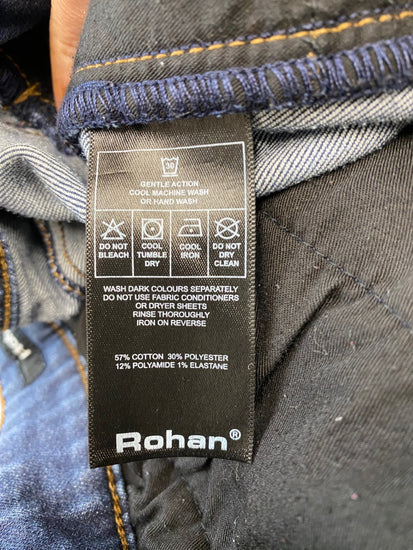 30
GENTLE ACTION
COOL MACHINE WASH
OR HAND WASH
DO NOT
BLEACH
COOL
TUMBLE
DRY
COOL
IRON
DO NOT
DRY
CLEAN
WASH DARK COLOURS SEPARATELY
DO NOT USE FABRIC CONDITIONERS
OR DRYER SHEETS
RINSE THOROUGHLY
IRON ON REVERSE
57% COTTON 30% POLYESTER
12% POLYAMIDE 1% ELASTANE
Rohan®